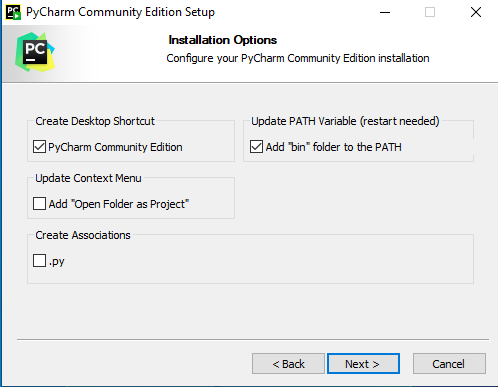 PC
PyCharm Community Edition Setup
PC
Installation Options
Configure your PyCharm Community Edition installation
Create Desktop Shortcut
PyCharm Community Edition
Update PATH Variable (restart needed)
Add "bin" folder to the PATH
Update Context Menu
Add "Open Folder as Project"
Create Associations
.py
< Back
Next >
Cancel